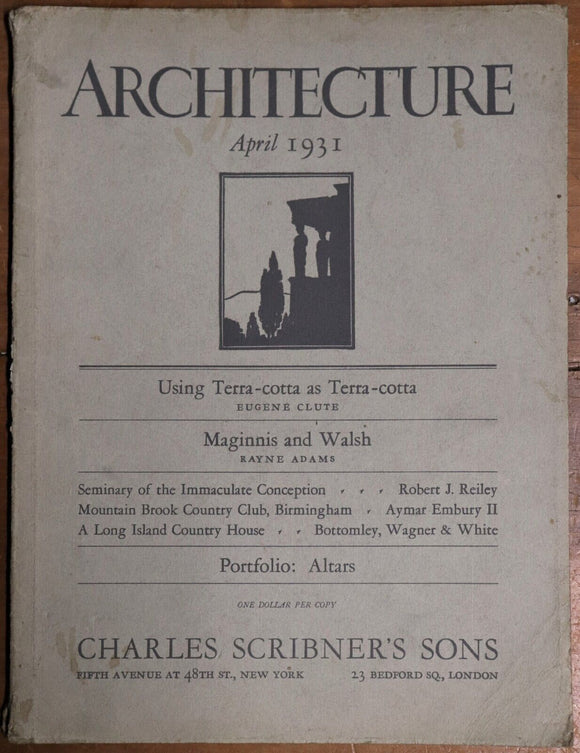 ARCHITECTURE
April 1931
Using Terra-cotta as Terra-cotta
EUGENE CLUTE
Maginnis and Walsh
RAYNE ADAMS
Seminary of the Immaculate Conception Robert J. Reiley
Mountain Brook Country Club, Birmingham Aymar Embury II
A Long Island Country House Bottomley, Wagner & White
Portfolio: Altars
ONE DOLLAR PER COPY
CHARLES SCRIBNER'S SONS
FIFTH AVENUE AT 48TH ST., NEW YORK 23 BEDFORD SQ., LONDON